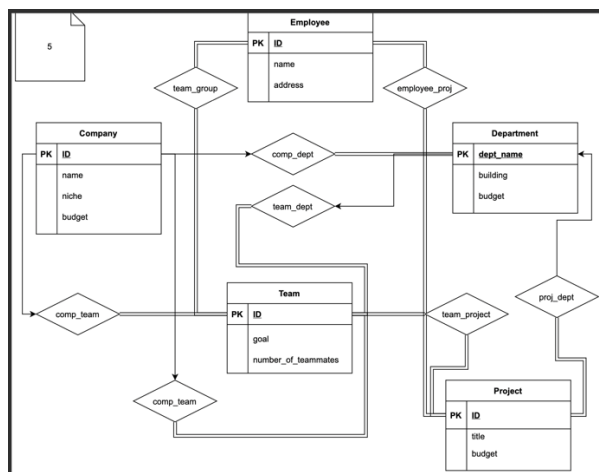 5
Employee
PK ID
name
address
team_group
employee_proj
Company
PK ID
name
niche
budget
comp_dept
Department
PK dept_name
building
budget
team_dept
Team
PK ID
goal
number_of_teammates
comp_team
team_project
proj_dept
comp_team
Project
PK ID
title
budget